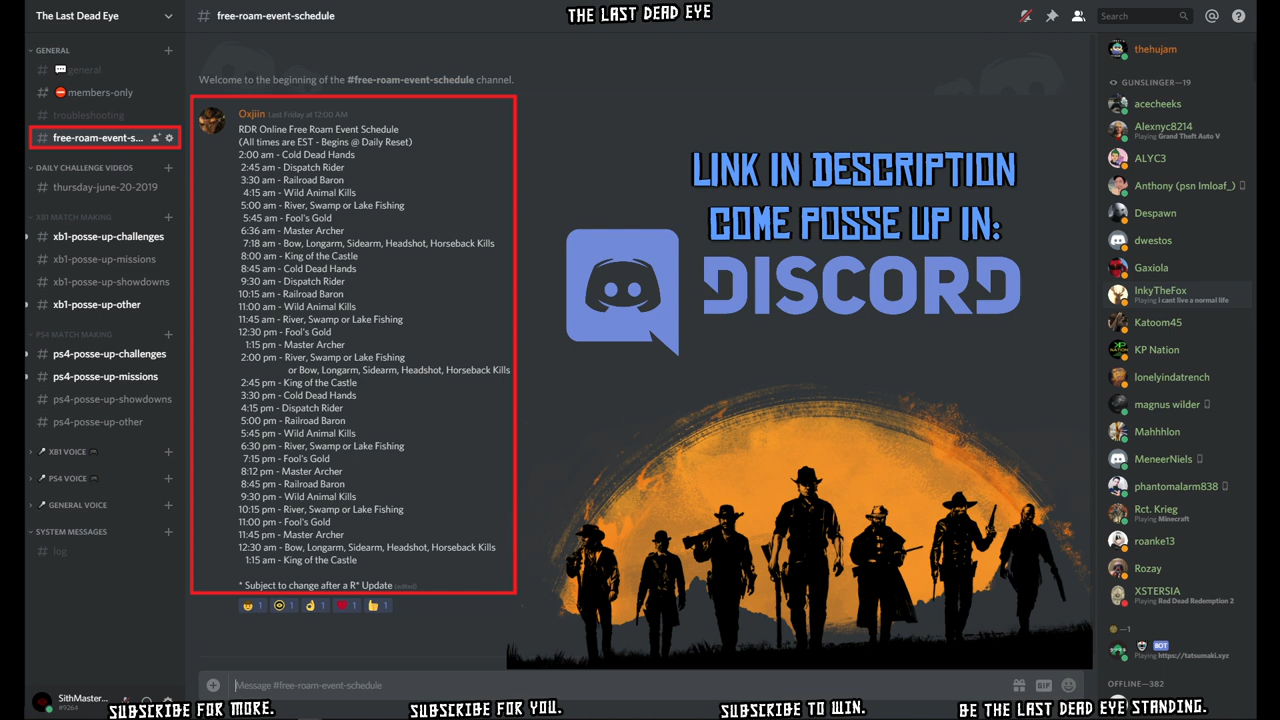 The Last Dead Eye
# free-roam-event-schedule
THE LAST DEAD EYE
Search
GENERAL
# general
# members-only
# troubleshooting
# free-roam-event-s...
DAILY CHALLENGE VIDEOS
# thursday-june-20-2019
XB1 MATCH MAKING
# xb1-posse-up-challenges
# xb1-posse-up-missions
# xb1-posse-up-showdowns
# xb1-posse-up-other
PS4 MATCH MAKING
# ps4-posse-up-challenges
# ps4-posse-up-missions
# ps4-posse-up-showdowns
# ps4-posse-up-other
XB1 VOICE
PS4 VOICE
GENERAL VOICE
SYSTEM MESSAGES
# log
SithMaster...
#9264
Welcome to the beginning of the #free-roam-event-schedule channel.
Oxjiin Last Friday at 12:00 AM
RDR Online Free Roam Event Schedule
(All times are EST - Begins @ Daily Reset)
2:00 am - Cold Dead Hands
2:45 am - Dispatch Rider
3:30 am - Railroad Baron
4:15 am - Wild Animal Kills
5:00 am - River, Swamp or Lake Fishing
5:45 am - Fool's Gold
6:36 am - Master Archer
7:18 am - Bow, Longarm, Sidearm, Headshot, Horseback Kills
8:00 am - King of the Castle
8:45 am - Cold Dead Hands
9:30 am - Dispatch Rider
10:15 am - Railroad Baron
11:00 am - Wild Animal Kills
11:45 am - River, Swamp or Lake Fishing
12:30 pm - Fool's Gold
1:15 pm - Master Archer
2:00 pm - River, Swamp or Lake Fishing
or Bow, Longarm, Sidearm, Headshot, Horseback Kills
2:45 pm - King of the Castle
3:30 pm - Cold Dead Hands
4:15 pm - Dispatch Rider
5:00 pm - Railroad Baron
5:45 pm - Wild Animal Kills
6:30 pm - River, Swamp or Lake Fishing
7:15 pm - Fool's Gold
8:12 pm - Master Archer
8:45 pm - Railroad Baron
9:30 pm - Wild Animal Kills
10:15 pm - River, Swamp or Lake Fishing
11:00 pm - Fool's Gold
11:45 pm - Master Archer
12:30 am - Bow, Longarm, Sidearm, Headshot, Horseback Kills
1:15 am - King of the Castle
* Subject to change after a R* Update (edited)
1 1 1 1 1
Message #free-roam-event-schedule
GIF
LINK IN DESCRIPTION
COME POSSE UP IN:
DISCORD
thehujam
GUNSLINGER—19
acecheeks
Alexnyc8214
Playing Grand Theft Auto V
ALYC3
Anthony (psn Imloaf_)
Despawn
dwestos
Gaxiola
InkyTheFox
Playing i cant live a normal life
Katoom45
KP Nation
lonelyindatrench
magnus wilder
Mahhhlon
MeneerNiels
phantomalarm838
Rct. Krieg
Playing Minecraft
roanke13
Rozay
XSTERSIA
Playing Red Dead Redemption 2
—1
BOT
Playing https://tatsumaki.xyz
OFFLINE—382
SUBSCRIBE FOR MORE.
SUBSCRIBE FOR YOU.
SUBSCRIBE TO WIN.
BE THE LAST DEAD EYE STANDING.